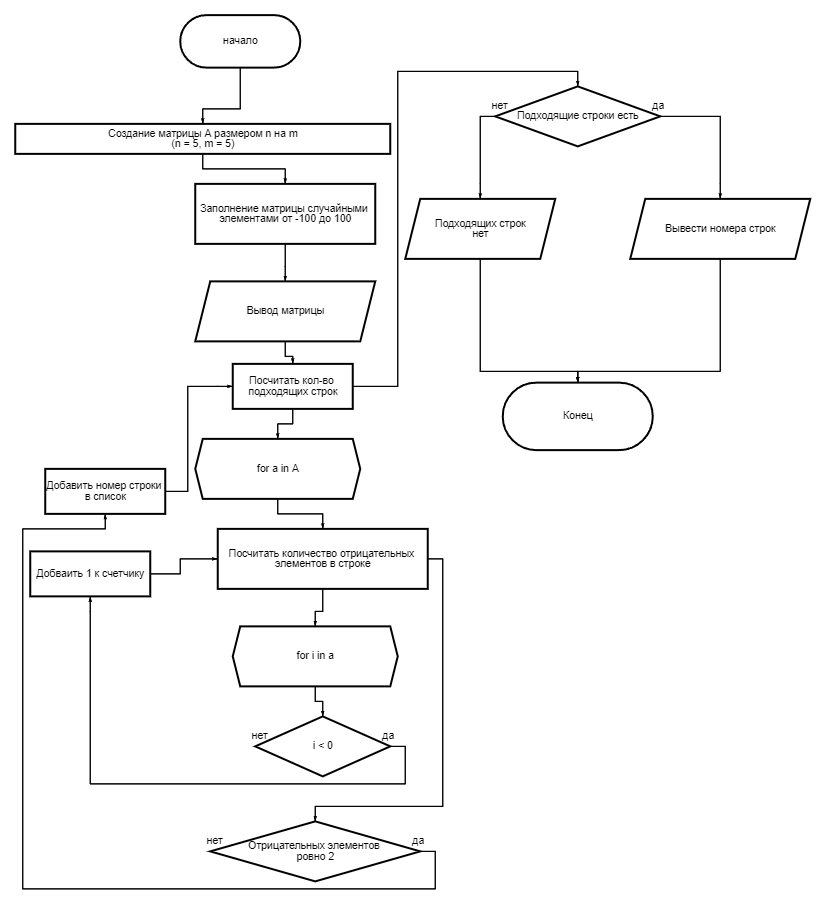 начало
Создание матрицы А размером n на m
(n = 5, m = 5)
Заполнение матрицы случайными
элементами от -100 до 100
Вывод матрицы
Посчитать кол-во
подходящих строк
for a in A
Добавить номер строки
в список
Посчитать количество отрицательных
элементов в строке
Добваить 1 к счетчику
for i in a
нет
i < 0
да
нет
Отрицательных элементов
ровно 2
да
нет
Подходящие строки есть
да
Подходящих строк
нет
Вывести номера строк
Конец